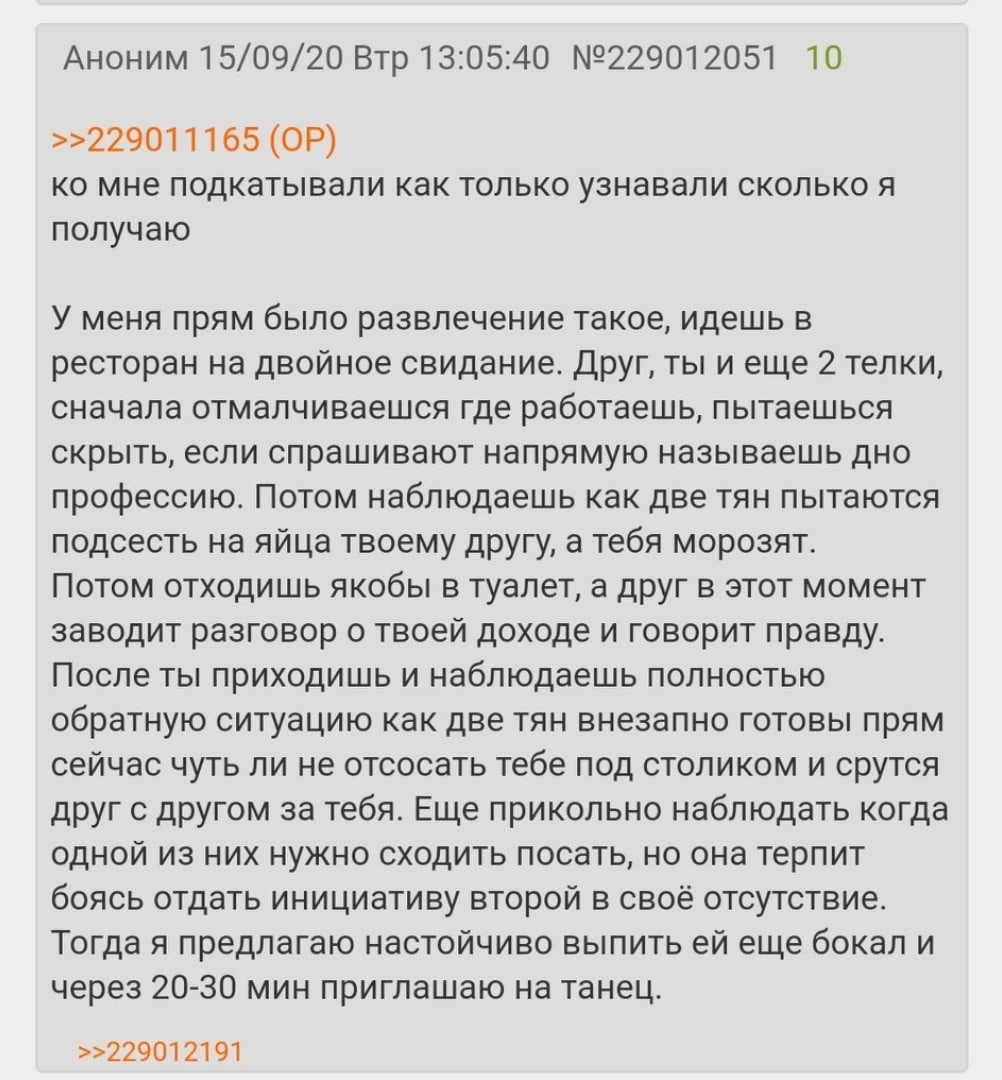 Аноним 15/09/20 Втр 13:05:40 №229012051 10
>>229011165 (OP)
ко мне подкатывали как только узнавали сколько я
получаю
У меня прям было развлечение такое, идешь в
ресторан на двойное свидание. Друг, ты и еще 2 телки,
сначала отмалчиваешся где работаешь, пытаешься
скрыть, если спрашивают напрямую называешь дно
профессию. Потом наблюдаешь как две тян пытаются
подсесть на яйца твоему другу, а тебя морозят.
Потом отходишь якобы в туалет, а друг в этот момент
заводит разговор о твоей доходе и говорит правду.
После ты приходишь и наблюдаешь полностью
обратную ситуацию как две тян внезапно готовы прям
сейчас чуть ли не отсосать тебе под столиком и срутся
друг с другом за тебя. Еще прикольно наблюдать когда
одной из них нужно сходить посать, но она терпит
боясь отдать инициативу второй в своё отсутствие.
Тогда я предлагаю настойчиво выпить ей еще бокал и
через 20-30 мин приглашаю на танец.
>>229012191